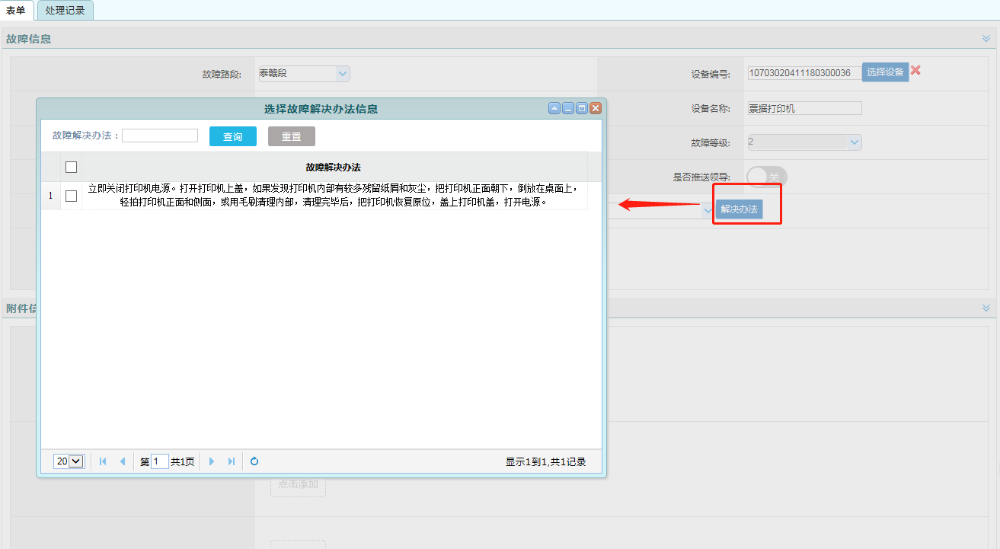 表单 处理记录
故障信息
故障路段: 泰赣段 设备编号: 10703020411180300036 选择设备
选择故障解决办法信息
设备名称: 票据打印机
故障解决办法： 查询 重置
故障等级: 2
故障解决办法
是否推送领导: 关
1 立即关闭打印机电源。打开打印机上盖，如果发现打印机内部有较多残留纸屑和灰尘，把打印机正面朝下，倒放在桌面上，
轻拍打印机正面和侧面，或用毛刷清理内部，清理完毕后，把打印机恢复原位，盖上打印机盖，打开电源。
解决办法
附件信
20 第 1 共1页 显示1到1,共1记录
点击添加